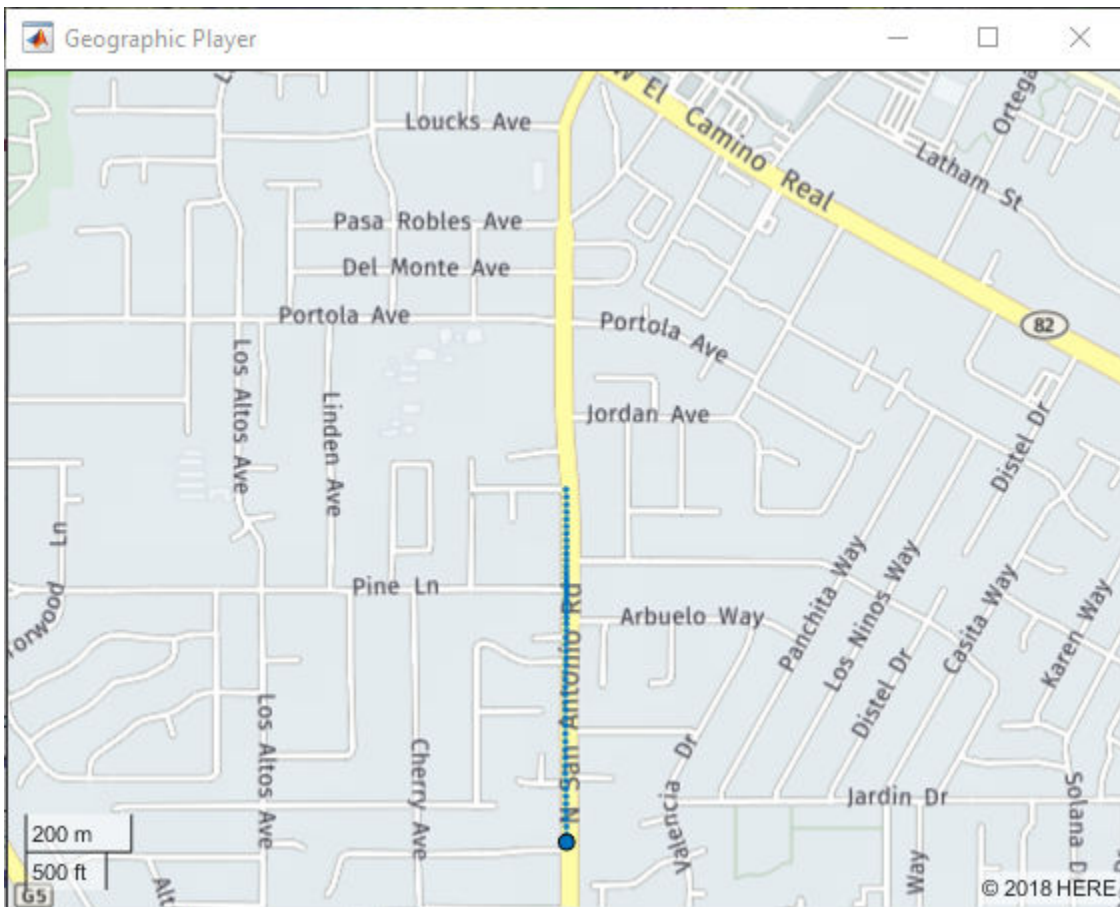 Geographic Player
W El Camino Real
Loucks Ave
Ortega
Latham St
Pasa Robles Ave
Del Monte Ave
Portola Ave
Portola Ave
82
Los Altos Ave
Linden Ave
Jordan Ave
Distel Dr
Ln
Pine Ln
N San Antonio Rd
Arbuelo Way
Panchita Way
Los Ninos Way
Distel Dr
Casita Way
Karen Way
torwood
Los Altos Ave
Cherry Ave
Valencia Dr
Jardin Dr
Solana D
200 m
500 ft
G5
Alt
Way
© 2018 HERE